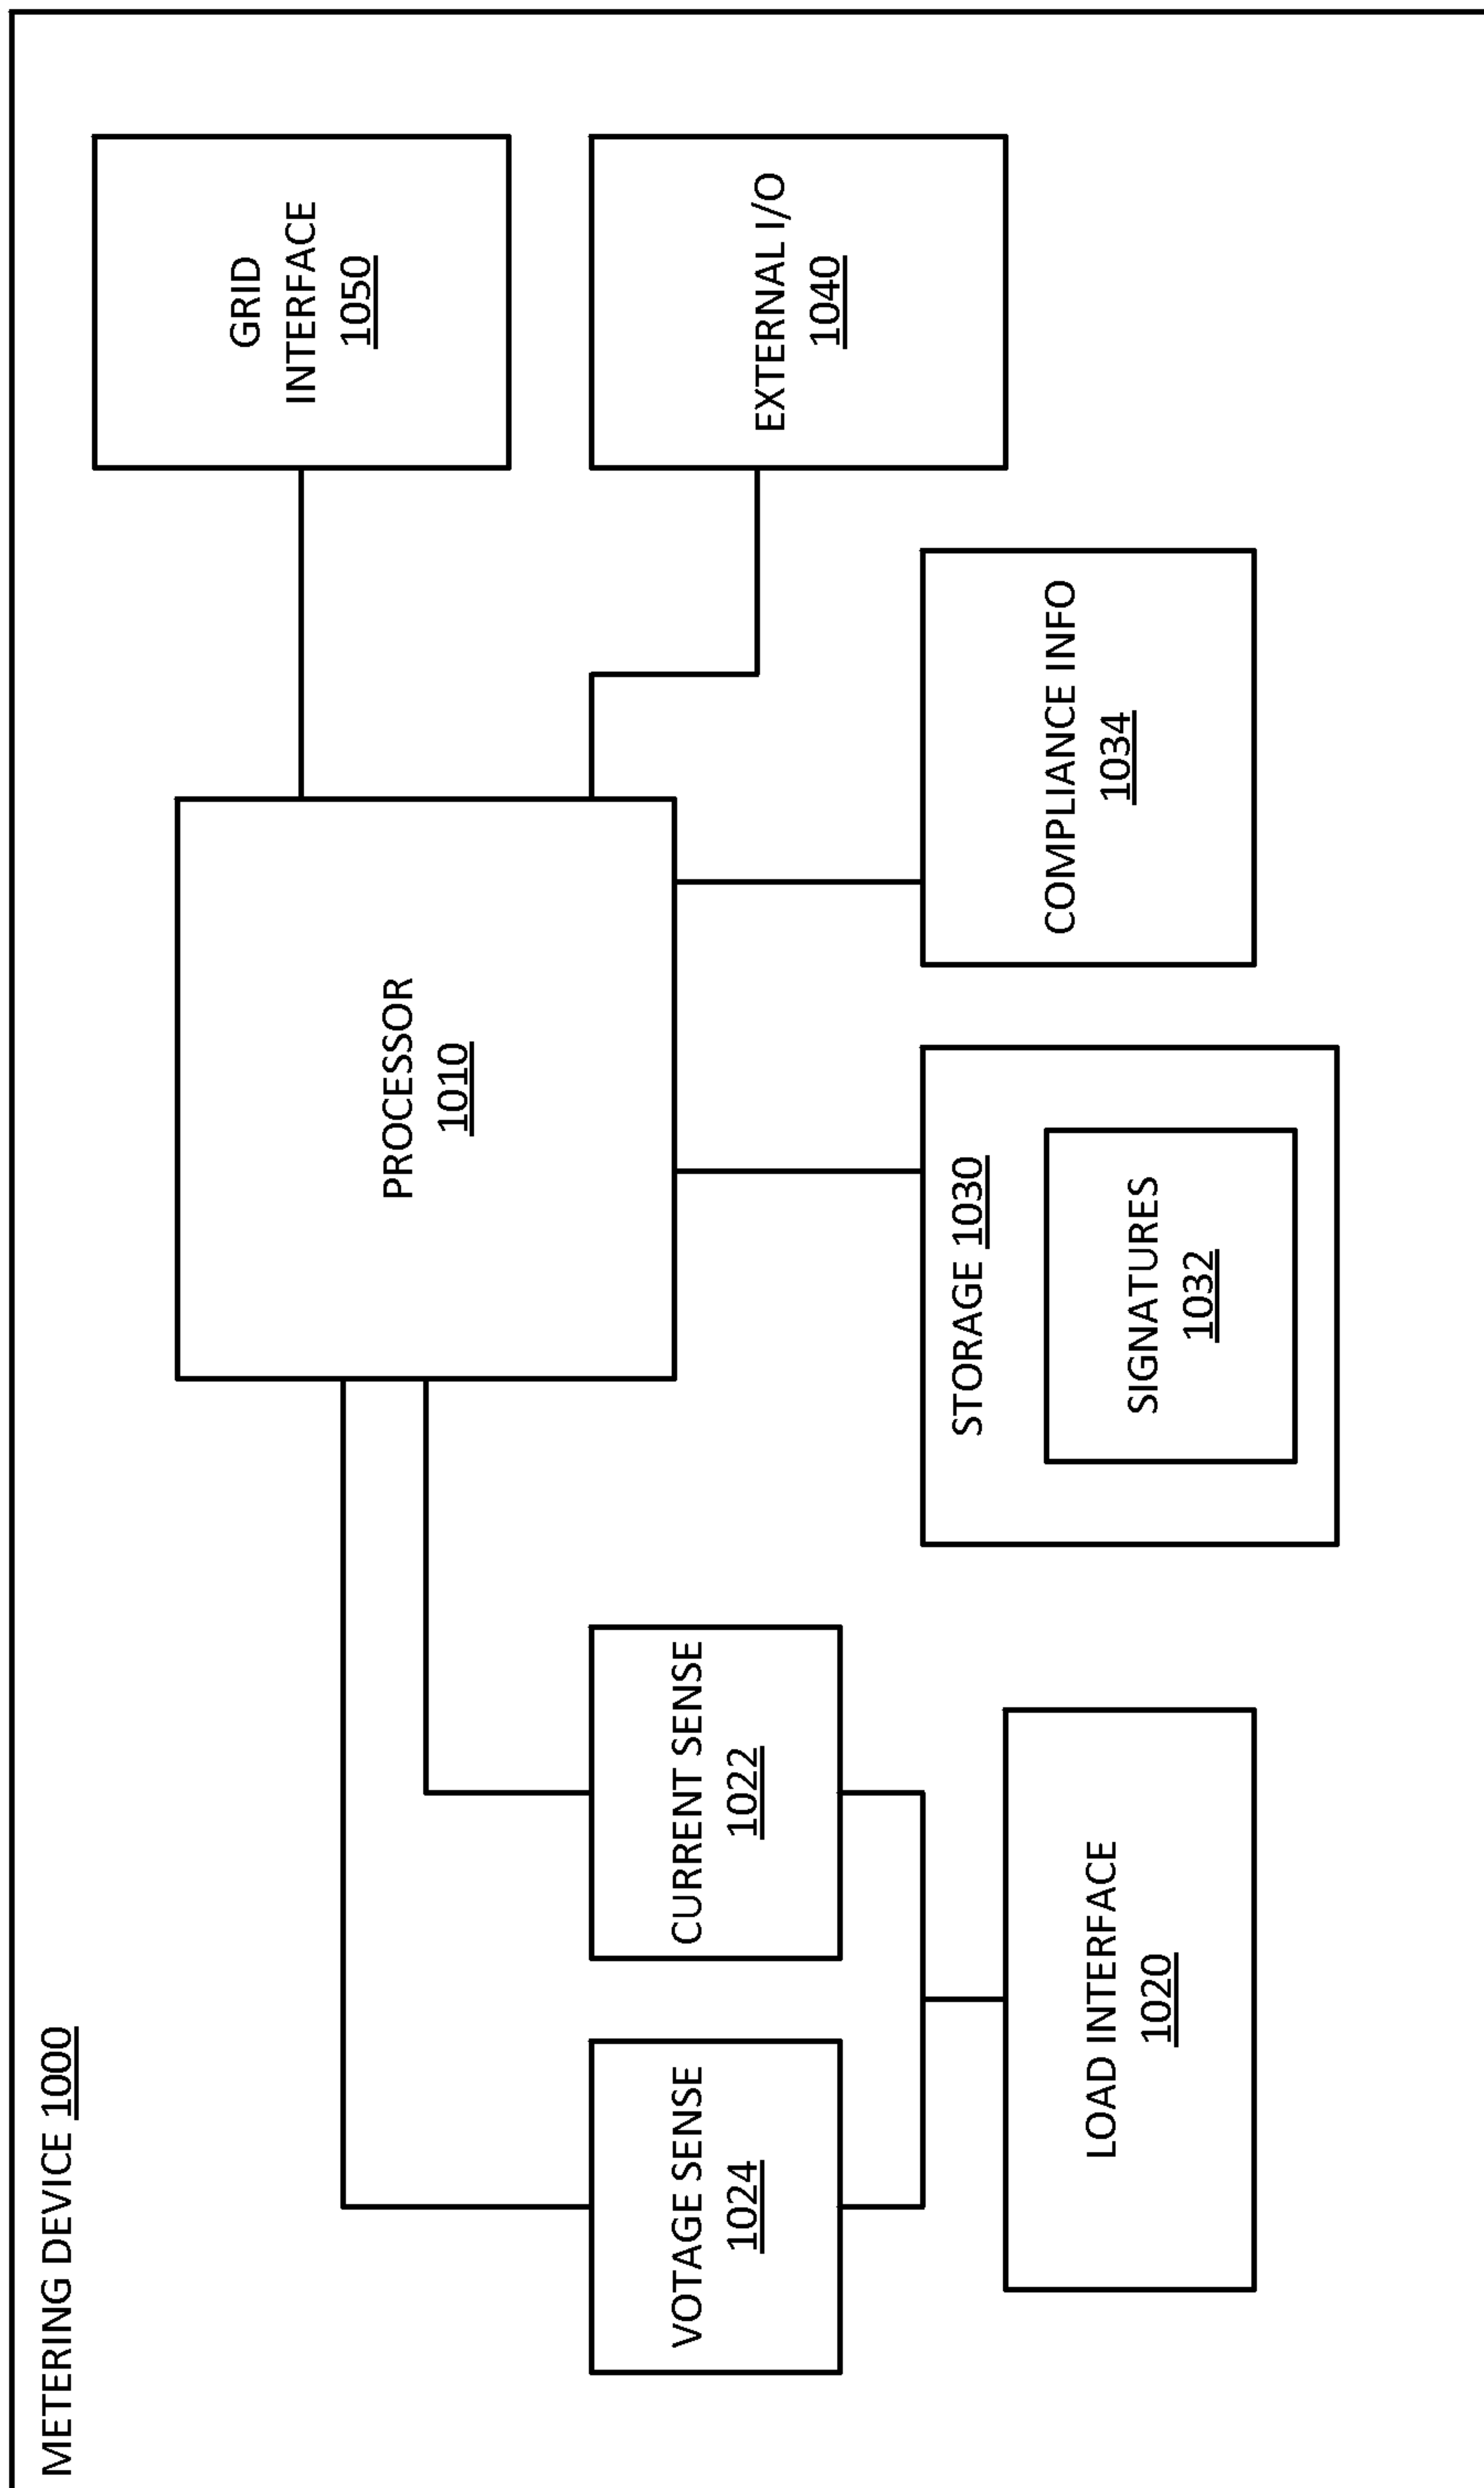 METERING DEVICE 1000
VOTAGE SENSE
1024
CURRENT SENSE
1022
LOAD INTERFACE
1020
PROCESSOR
1010
STORAGE 1030
SIGNATURES
1032
COMPLIANCE INFO
1034
GRID
INTERFACE
1050
EXTERNAL I/O
1040